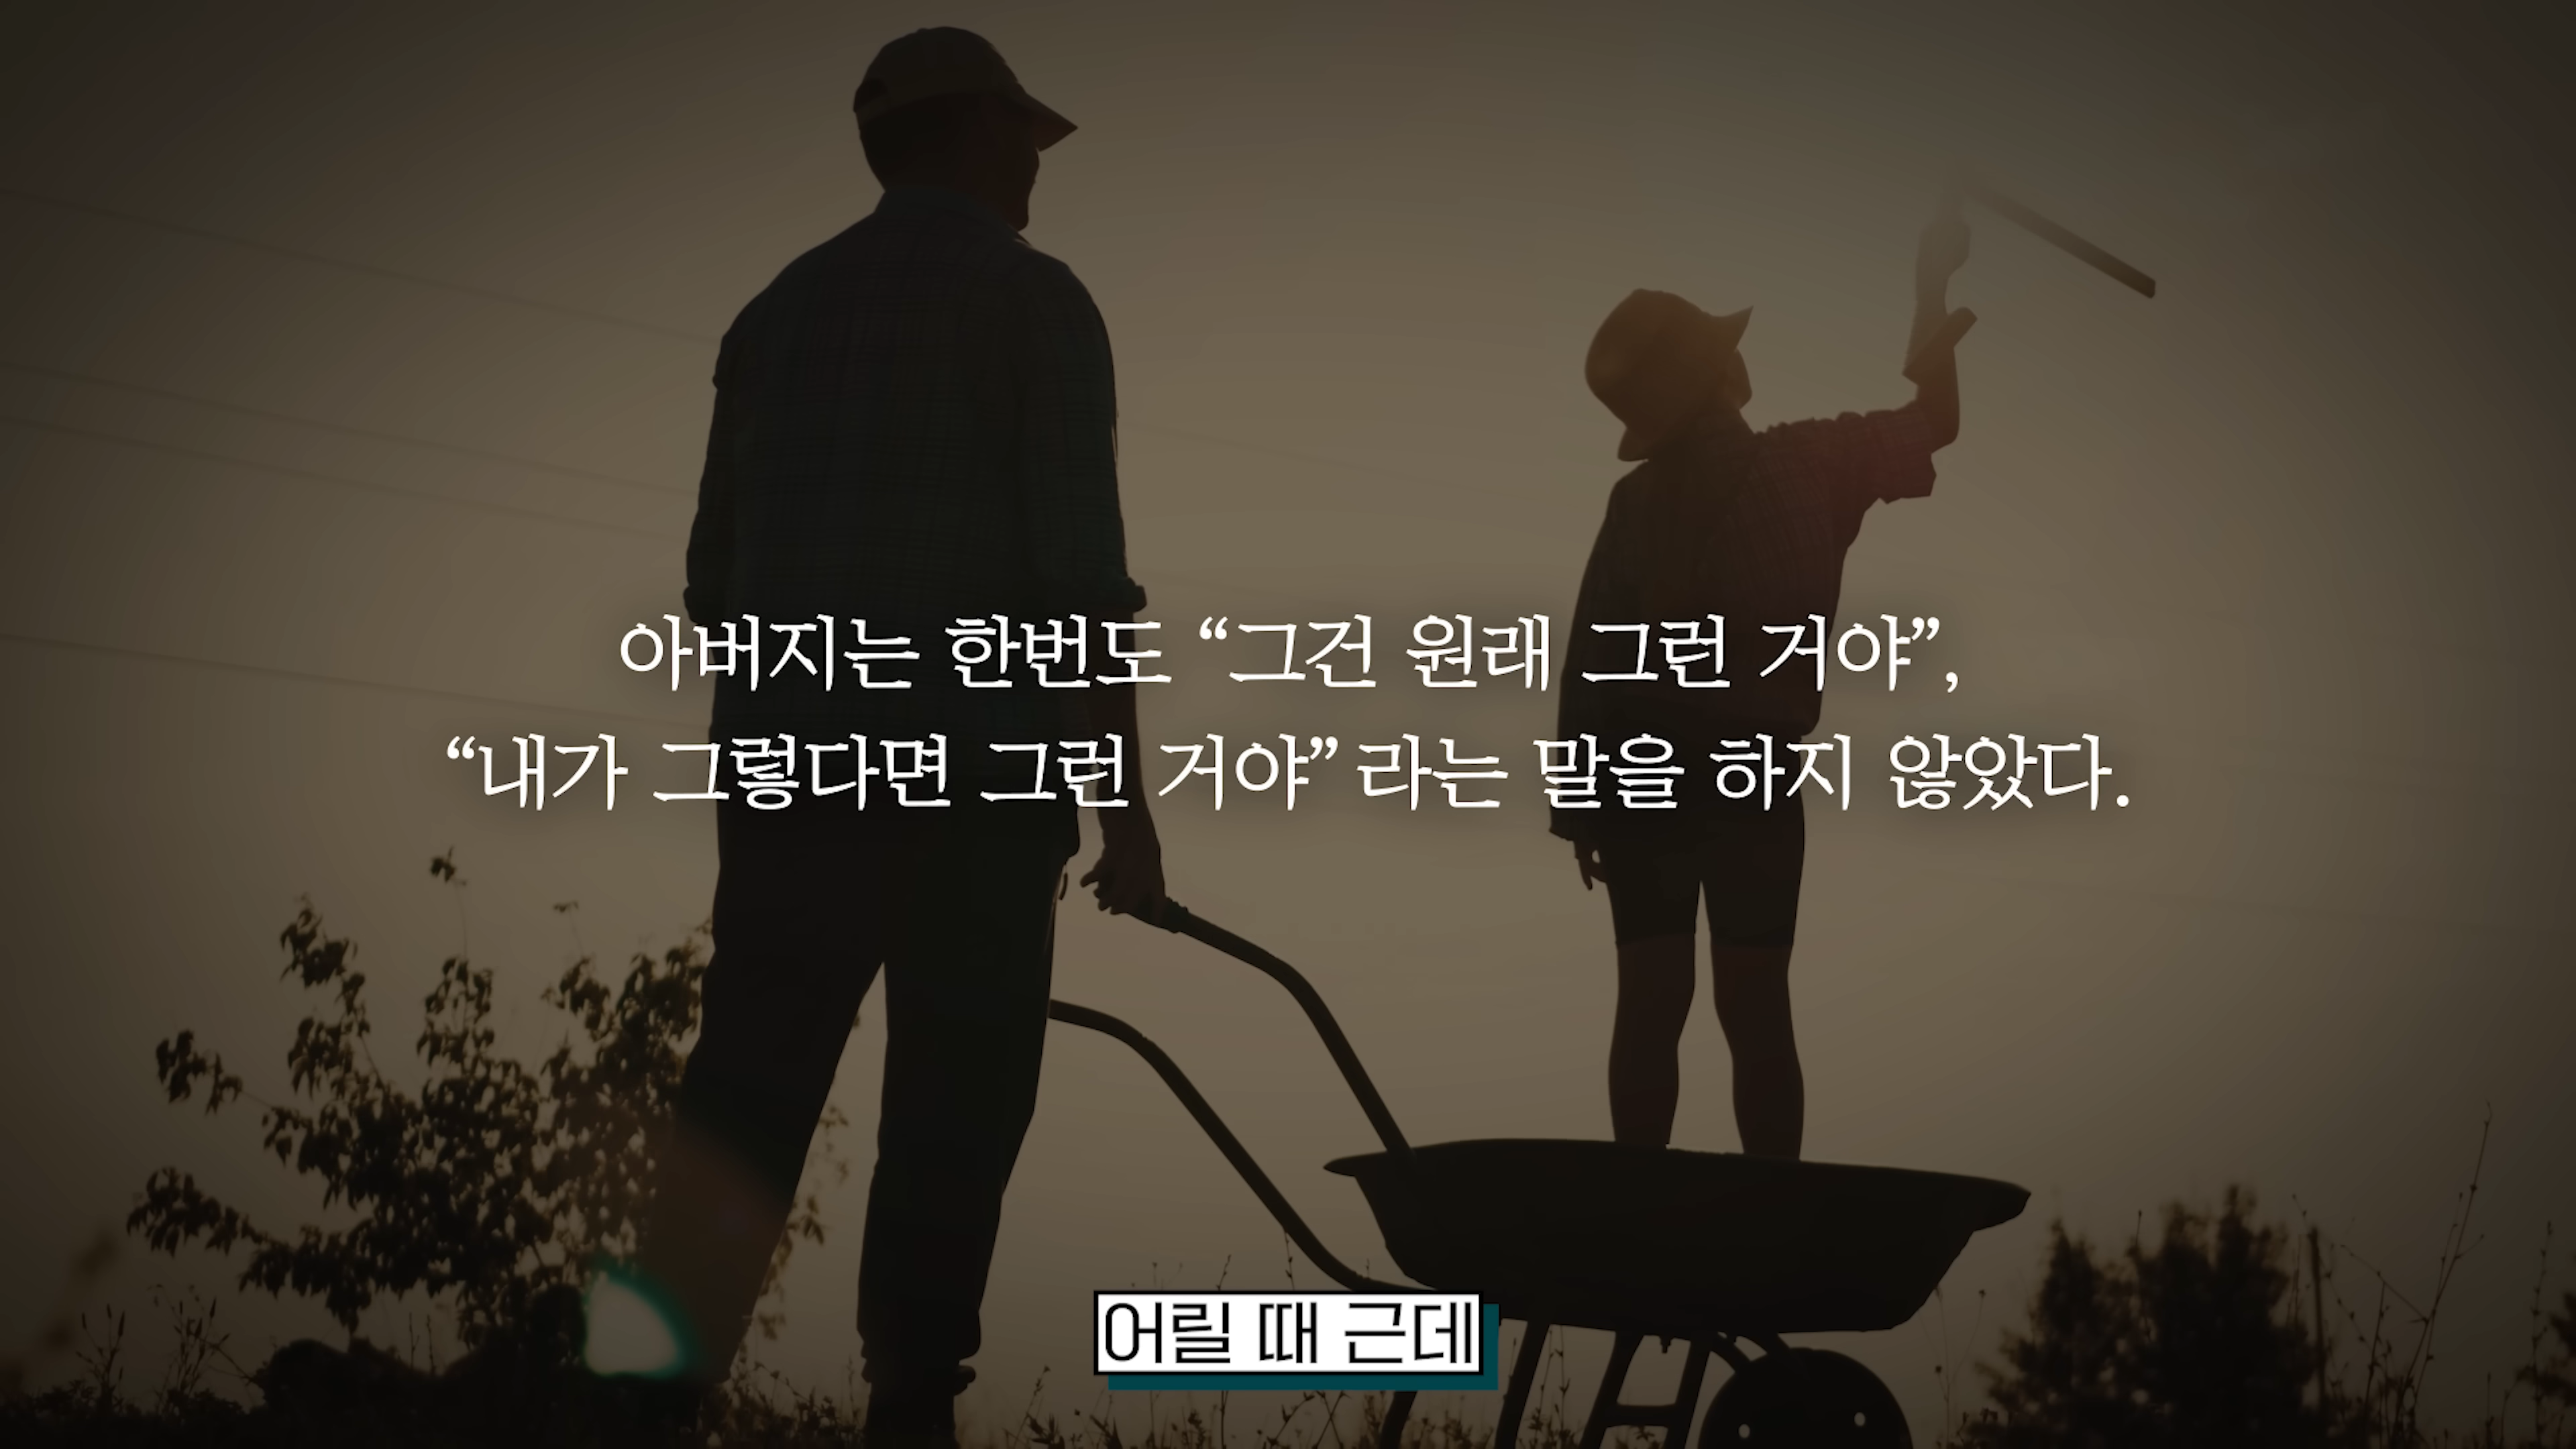 아버지는 한번도 “그건 원래 그런 거야”,
“내가 그렇다면 그런 거야” 라는 말을 하지 않았다.
어릴 때 근데